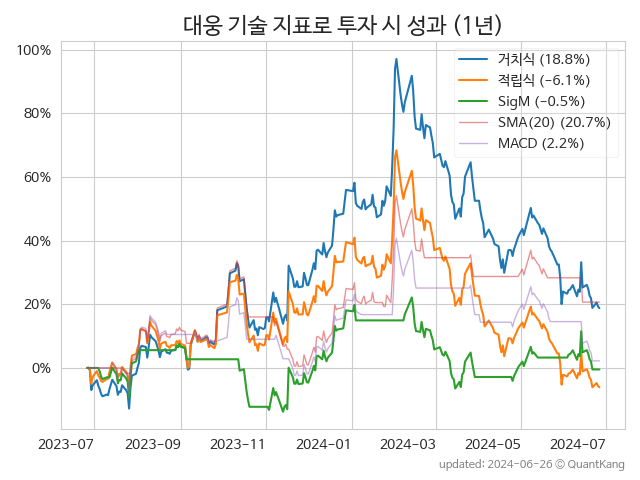 대웅 기술 지표로 투자 시 성과 (1년)
거치식 (18.8%)
적립식 (−6.1%)
SigM (−0.5%)
SMA(20) (20.7%)
MACD (2.2%)
100%
80%
60%
40%
20%
0%
2023-07 2023-09 2023-11 2024-01 2024-03 2024-05 2024-07
updated: 2024-06-26 ⓒ QuantKang